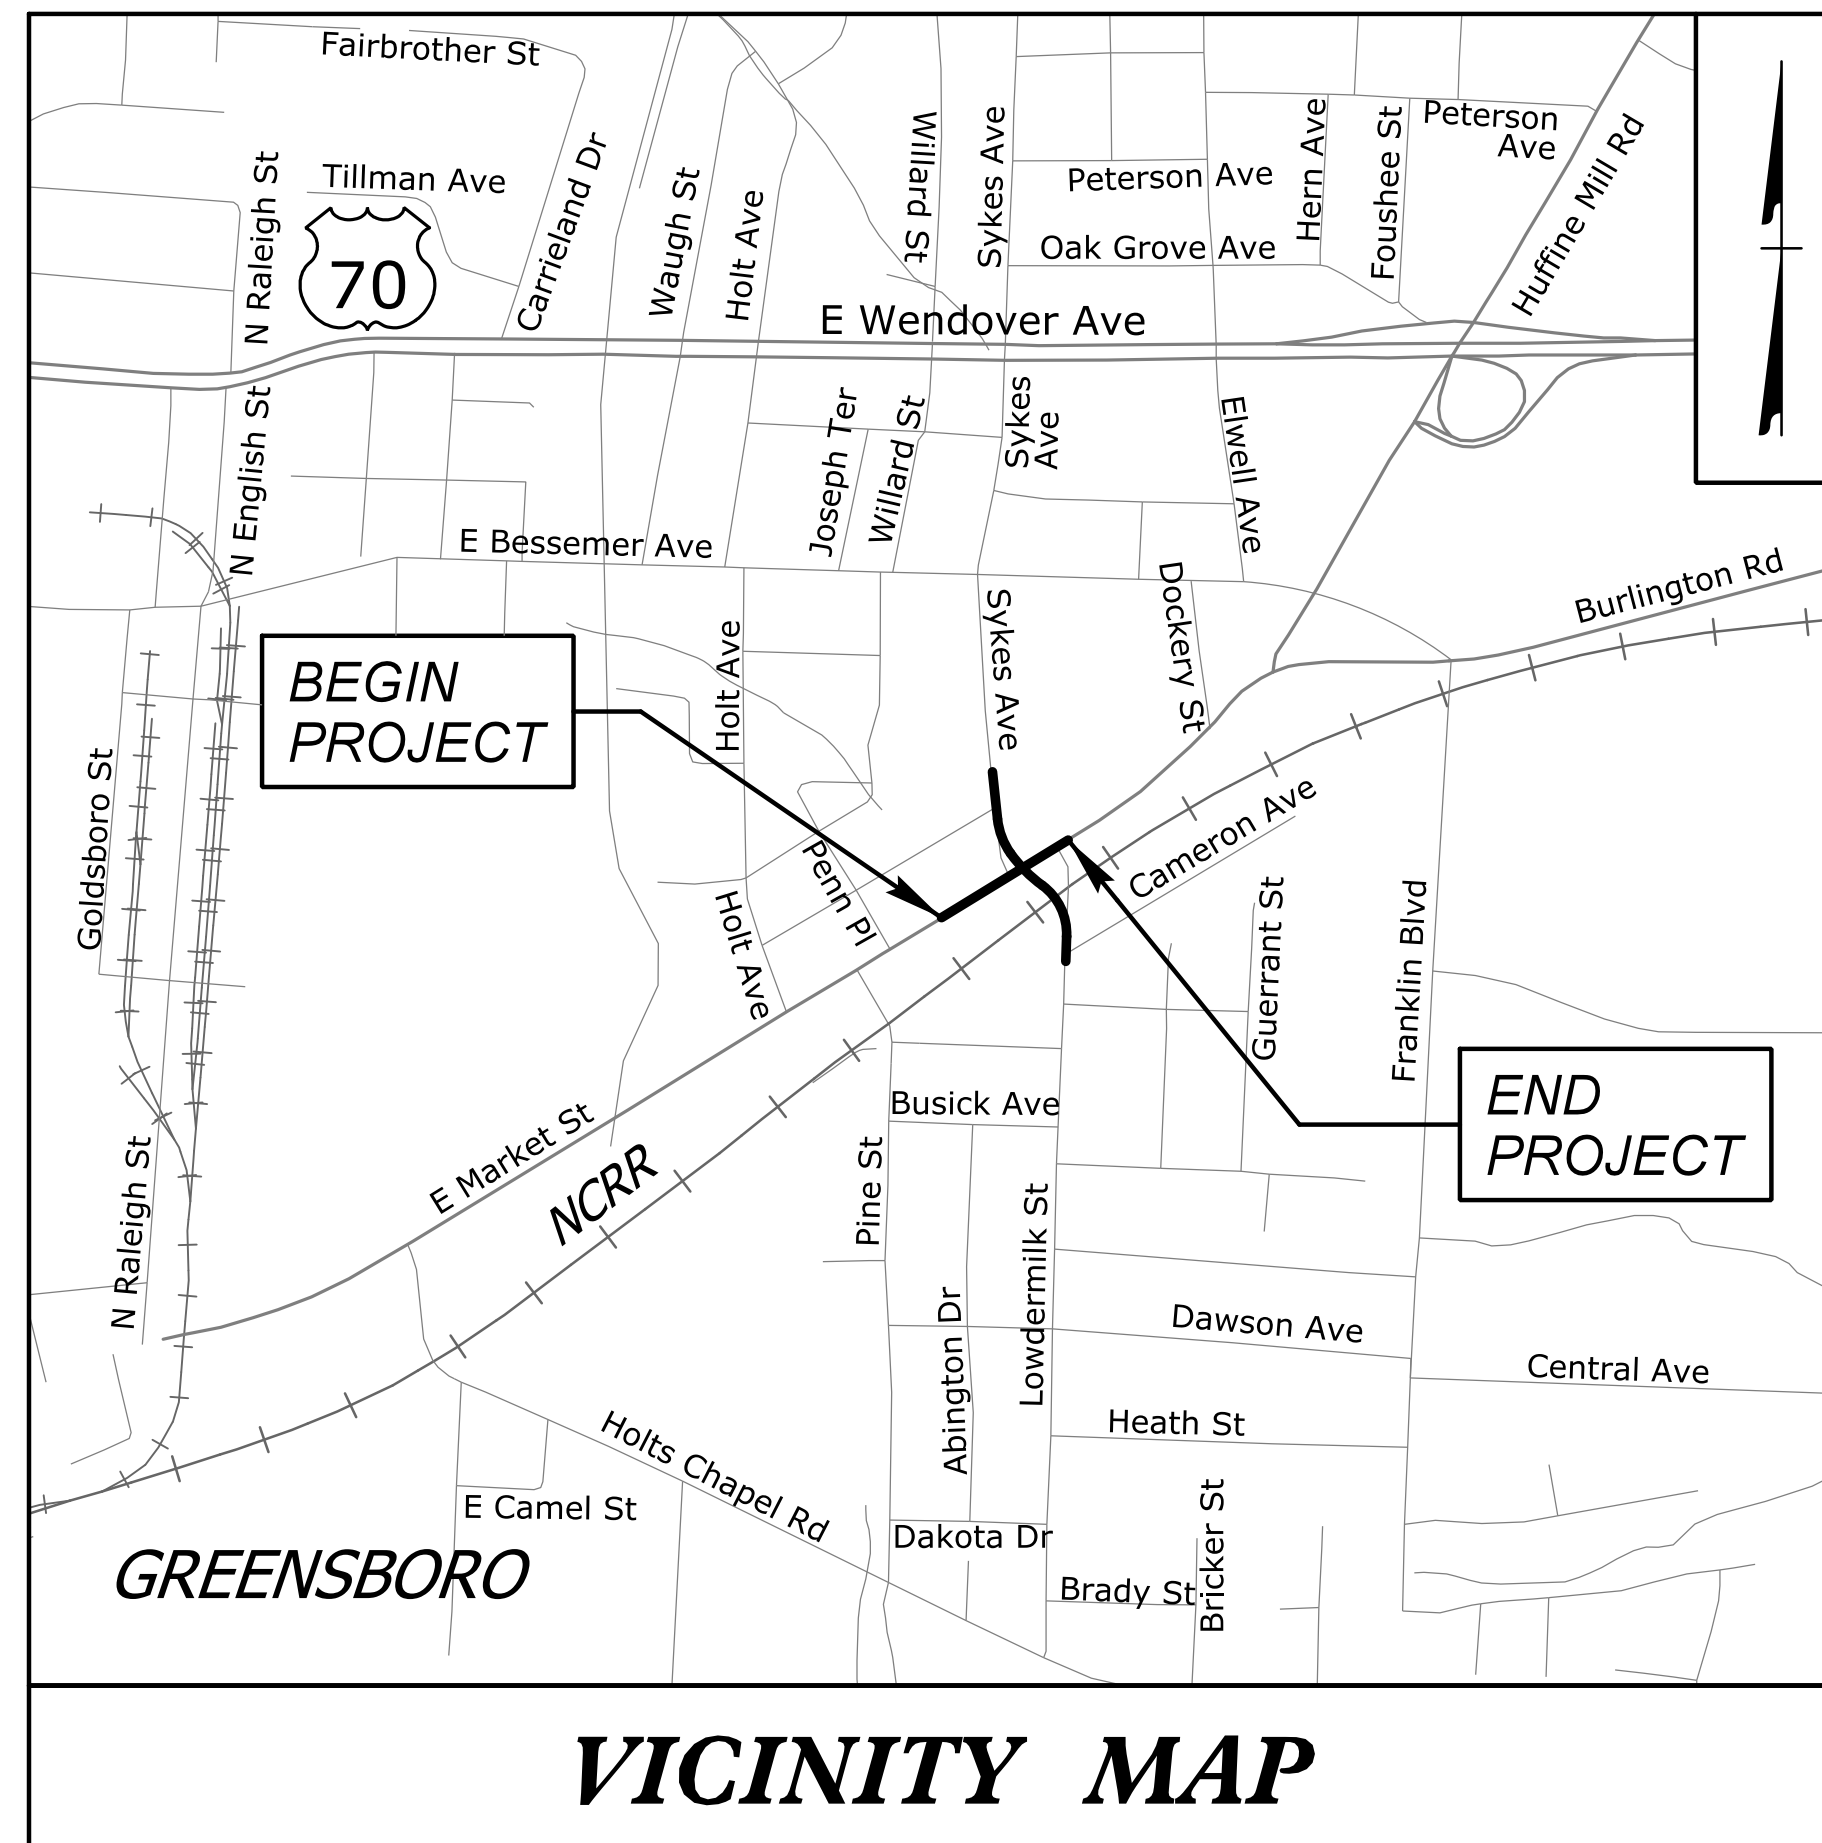 Fairbrother St
Tillman Ave
N Raleigh St
70
Carrieland Dr
Waugh St
Holt Ave
Willard St
Sykes Ave
Peterson Ave
Oak Grove Ave
Hern Ave
Foushee St
Peterson
Ave
Huffine Mill Rd
E Wendover Ave
N English St
E Bessemer Ave
Joseph Ter
Willard St
Sykes
Ave
Elwell Ave
Burlington Rd
BEGIN
PROJECT
Holt Ave
Sykes Ave
Dockery St
Goldsboro St
Penn Pl
Holt Ave
Cameron Ave
Guerrant St
Franklin Blvd
END
PROJECT
Busick Ave
E Market St
NCRR
N Raleigh St
Pine St
Lowdermilk St
Abington Dr
Dawson Ave
Central Ave
Heath St
Holts Chapel Rd
E Camel St
Dakota Dr
Bricker St
Brady St
GREENSBORO
VICINITY MAP